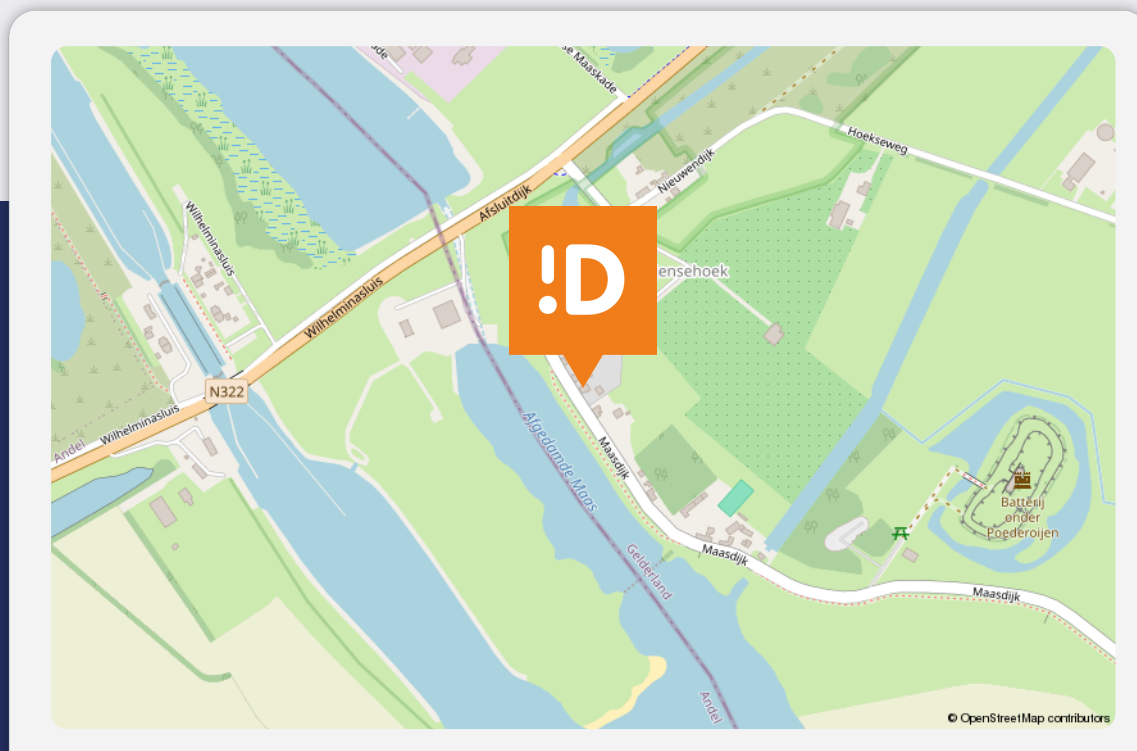 se Maaskade
Hoekseweg
Nieuwendijk
Afsluitdijk
Wilhelminasluis
!D
Wilhelminasluis
N322
Wilhelminasluis
Andel
Afgedamde Maas
Maasdijk
Batterij
onder
Poederoijen
Gelderland
Maasdijk
Maasdijk
Andel
© OpenStreetMap contributors